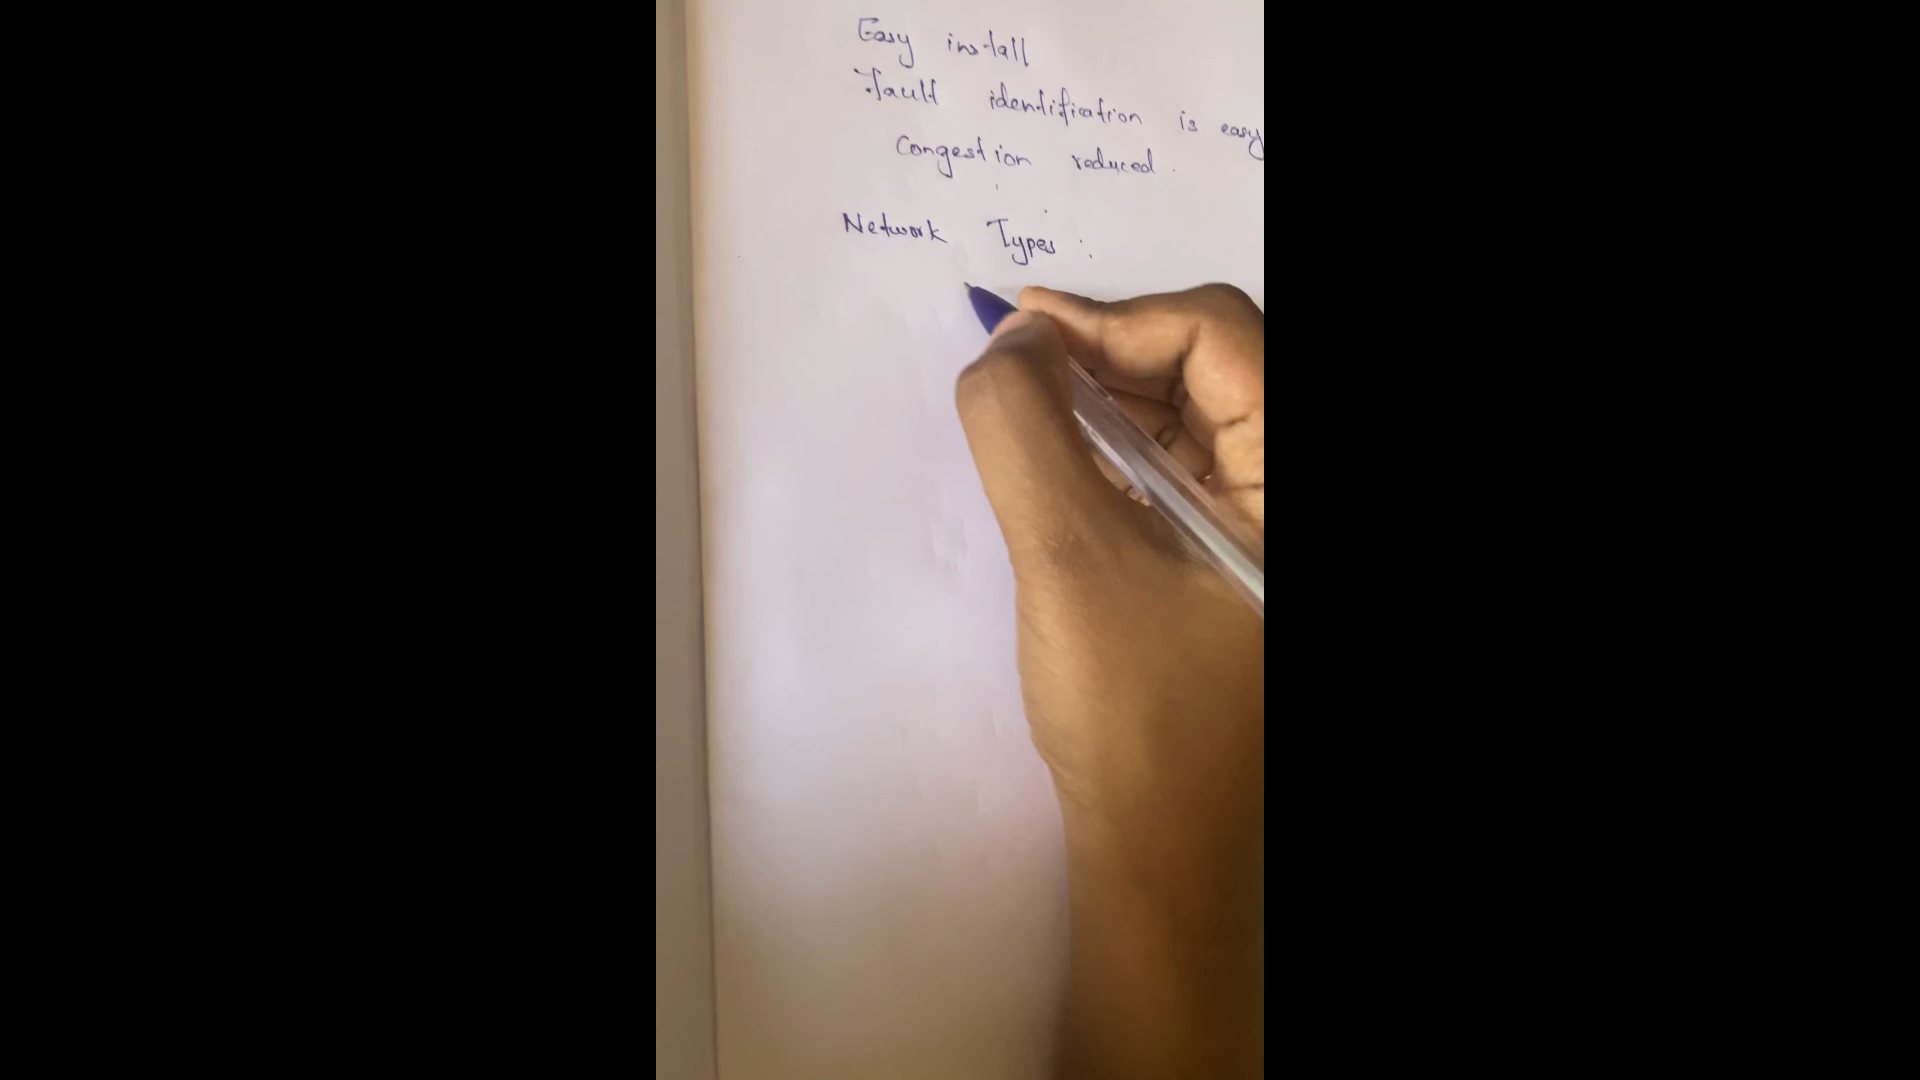 Easy install
Fault identification is easy
Congestion reduced.
Network Types :